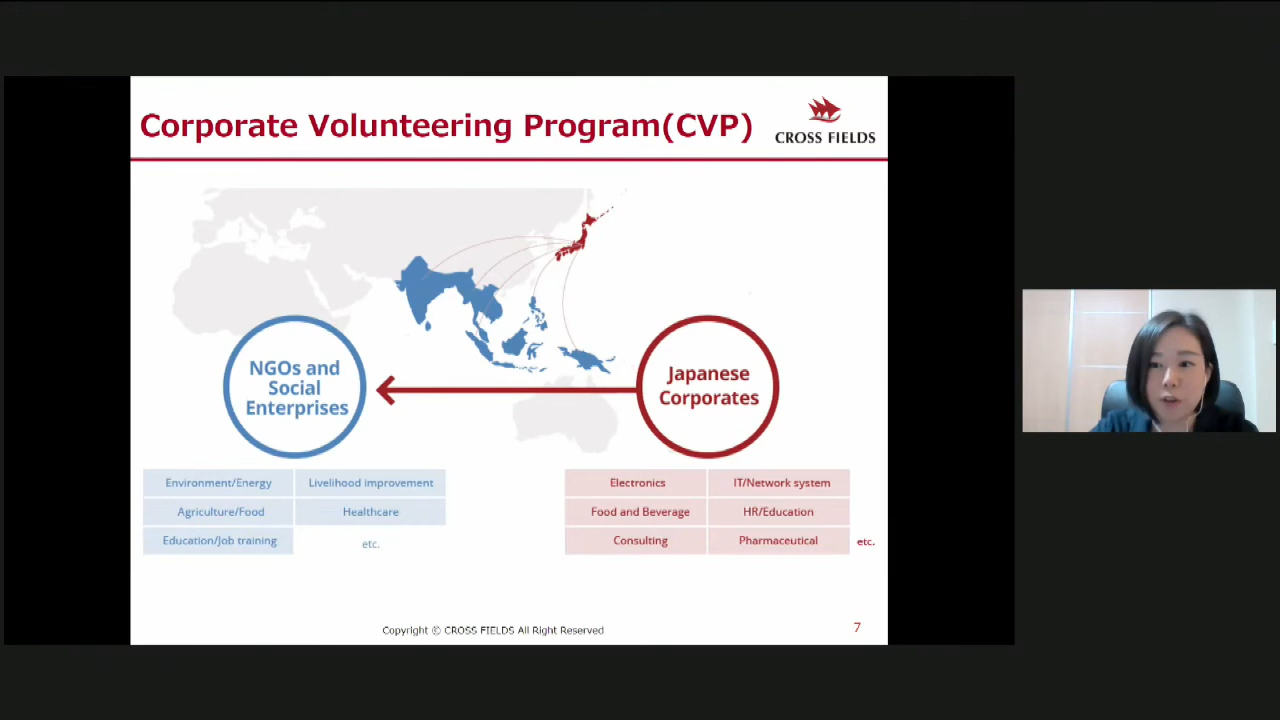 Corporate Volunteering Program(CVP)
CROSS FIELDS
NGOs and
Social
Enterprises
Japanese
Corporates
Environment/Energy
Livelihood improvement
Agriculture/Food
Healthcare
Education/Job training
etc.
Electronics
IT/Network system
Food and Beverage
HR/Education
Consulting
Pharmaceutical
etc.
Copyright © CROSS FIELDS All Right Reserved
7